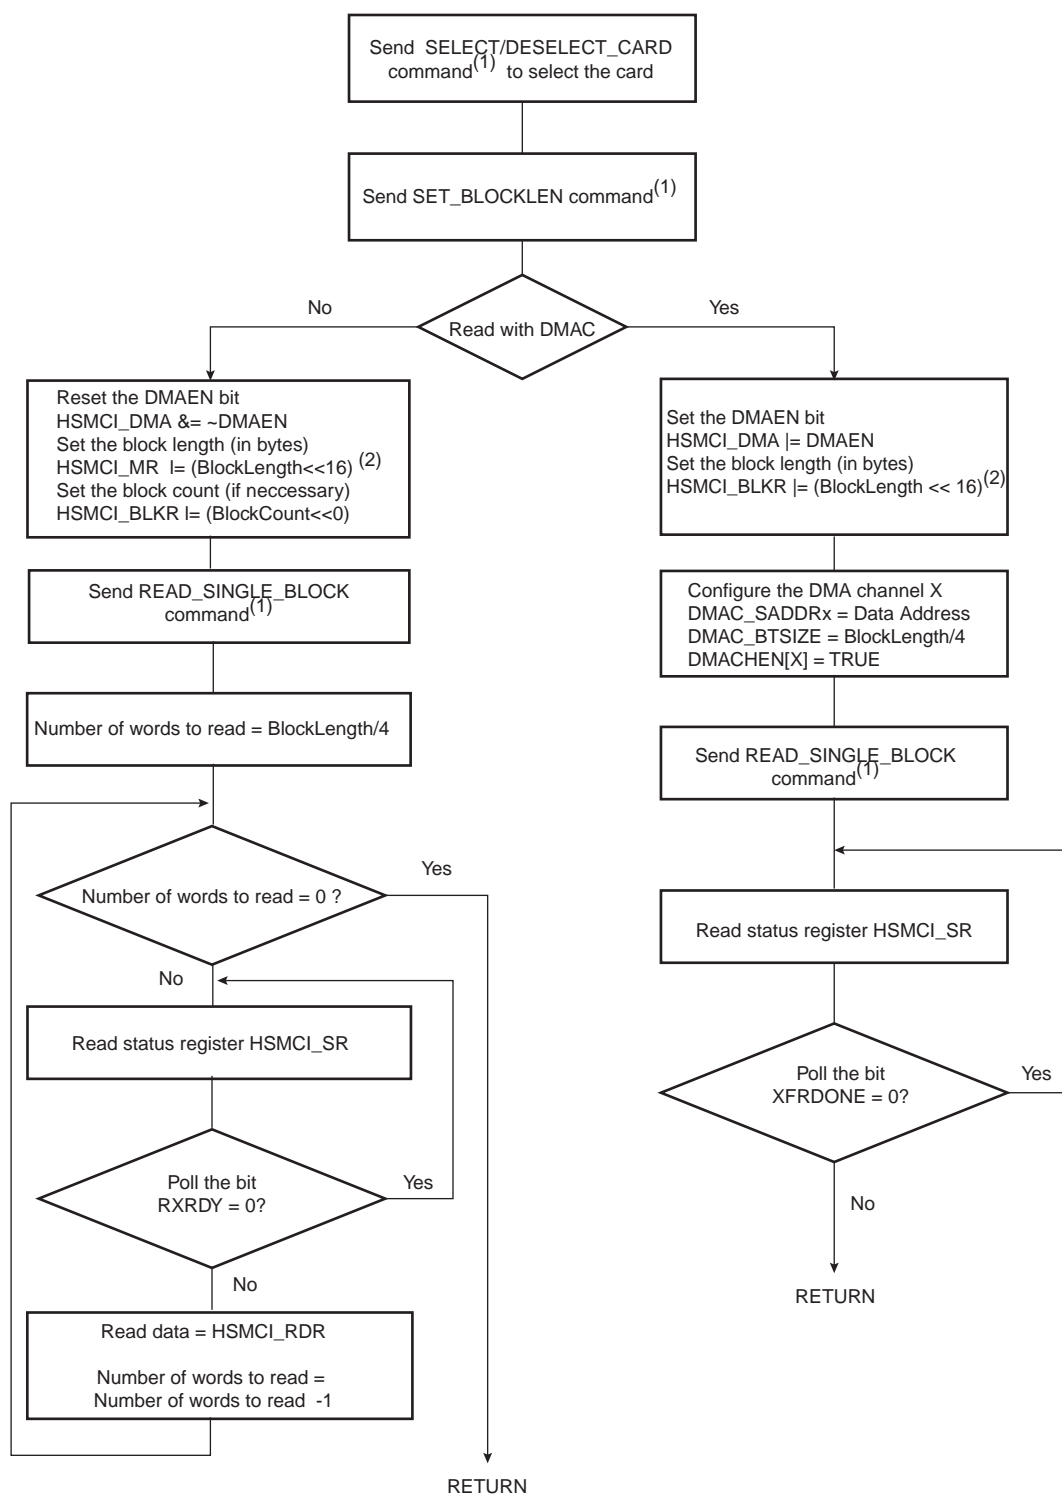 Send SELECT/DESELECT_CARD
command(1) to select the card
Send SET_BLOCKLEN command(1)
No
Yes
Read with DMAC
Reset the DMAEN bit
HSMCI_DMA &= ~DMAEN
Set the block length (in bytes)
HSMCI_MR l= (BlockLength<<16) (2)
Set the block count (if neccessary)
HSMCI_BLKR l= (BlockCount<<0)
Send READ_SINGLE_BLOCK
command(1)
Number of words to read = BlockLength/4
Number of words to read = 0 ?
Yes
No
Read status register HSMCI_SR
Poll the bit
RXRDY = 0?
Yes
No
Read data = HSMCI_RDR
Number of words to read =
Number of words to read -1
RETURN
Set the DMAEN bit
HSMCI_DMA |= DMAEN
Set the block length (in bytes)
HSMCI_BLKR |= (BlockLength << 16)(2)
Configure the DMA channel X
DMAC_SADDRx = Data Address
DMAC_BTSIZE = BlockLength/4
DMACHEN[X] = TRUE
Send READ_SINGLE_BLOCK
command(1)
Read status register HSMCI_SR
Poll the bit
XFRDONE = 0?
Yes
No
RETURN